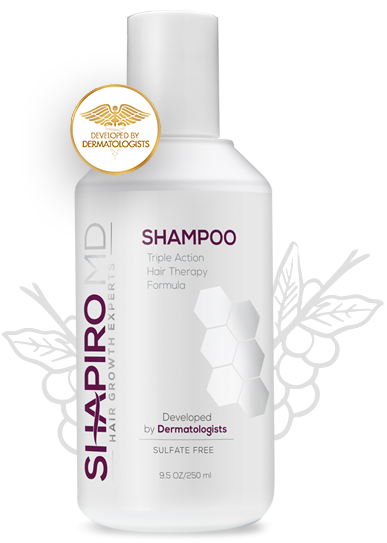 DEVELOPED BY
DERMATOLOGISTS
SHAPIRO MD
HAIR GROWTH EXPERTS
SHAMPOO
Triple Action
Hair Therapy
Formula
Developed
by Dermatologists
SULFATE FREE
9.5 OZ/250 ml